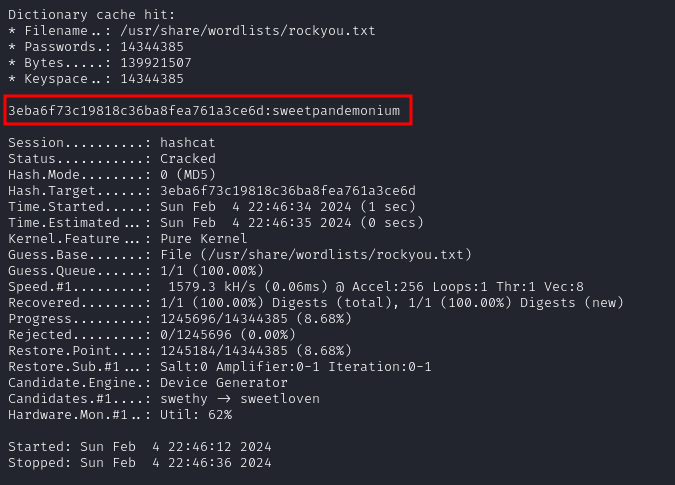 Dictionary cache hit:
* Filename..: /usr/share/wordlists/rockyou.txt
* Passwords.: 14344385
* Bytes.....: 139921507
* Keyspace..: 14344385
3eba6f73c19818c36ba8fea761a3ce6d:sweetpandemonium
Session..........: hashcat
Status...........: Cracked
Hash.Mode........: 0 (MD5)
Hash.Target......: 3eba6f73c19818c36ba8fea761a3ce6d
Time.Started.....: Sun Feb  4 22:46:34 2024 (1 sec)
Time.Estimated...: Sun Feb  4 22:46:35 2024 (0 secs)
Kernel.Feature...: Pure Kernel
Guess.Base.......: File (/usr/share/wordlists/rockyou.txt)
Guess.Queue......: 1/1 (100.00%)
Speed.#1.........:  1579.3 kH/s (0.06ms) @ Accel:256 Loops:1 Thr:1 Vec:8
Recovered........: 1/1 (100.00%) Digests (total), 1/1 (100.00%) Digests (new)
Progress.........: 1245696/14344385 (8.68%)
Rejected.........: 0/1245696 (0.00%)
Restore.Point....: 1245184/14344385 (8.68%)
Restore.Sub.#1...: Salt:0 Amplifier:0-1 Iteration:0-1
Candidate.Engine.: Device Generator
Candidates.#1....: swethy -> sweetloven
Hardware.Mon.#1..: Util: 62%
Started: Sun Feb  4 22:46:12 2024
Stopped: Sun Feb  4 22:46:36 2024